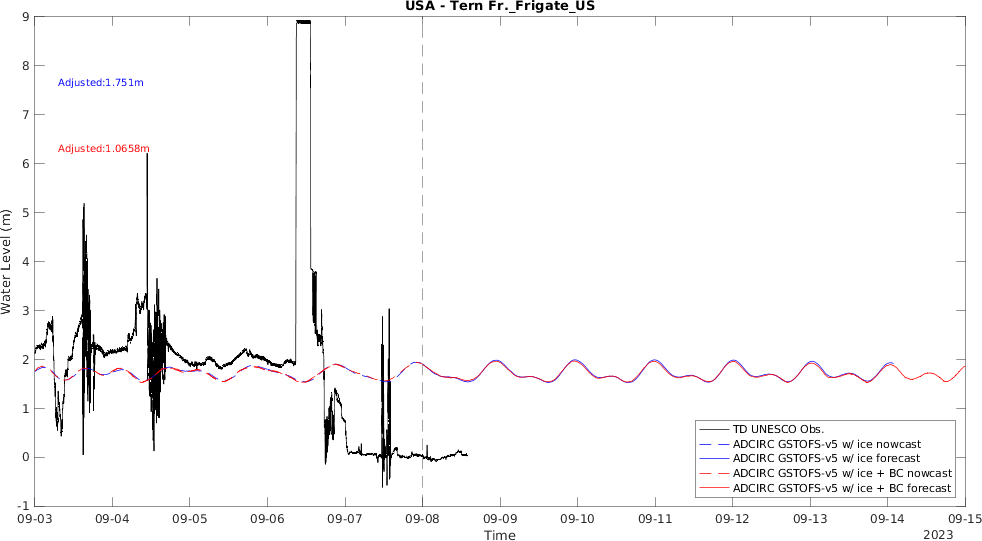 USA - Tern Fr._Frigate_US
9
8
7
6
5
4
3
2
1
0
-1
Water Level (m)
Adjusted:1.751m
Adjusted:1.0658m
TD UNESCO Obs.
ADCIRC GSTOFS-v5 w/ ice nowcast
ADCIRC GSTOFS-v5 w/ ice forecast
ADCIRC GSTOFS-v5 w/ ice + BC nowcast
ADCIRC GSTOFS-v5 w/ ice + BC forecast
09-03 09-04 09-05 09-06 09-07 09-08 09-09 09-10 09-11 09-12 09-13 09-14 09-15
Time
2023